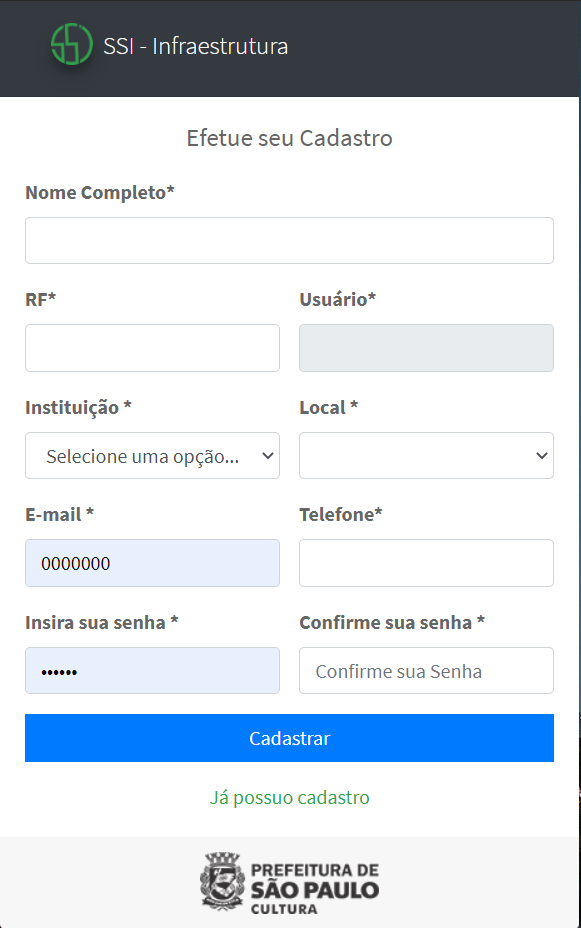 SSI - Infraestrutura
Efetue seu Cadastro
Nome Completo*
RF*
Usuário*
Instituição *
Local *
Selecione uma opção...
E-mail *
Telefone*
0000000
Insira sua senha *
Confirme sua senha *
••••••
Confirme sua Senha
Cadastrar
Já possuo cadastro
PREFEITURA DE
SÃO PAULO
CULTURA